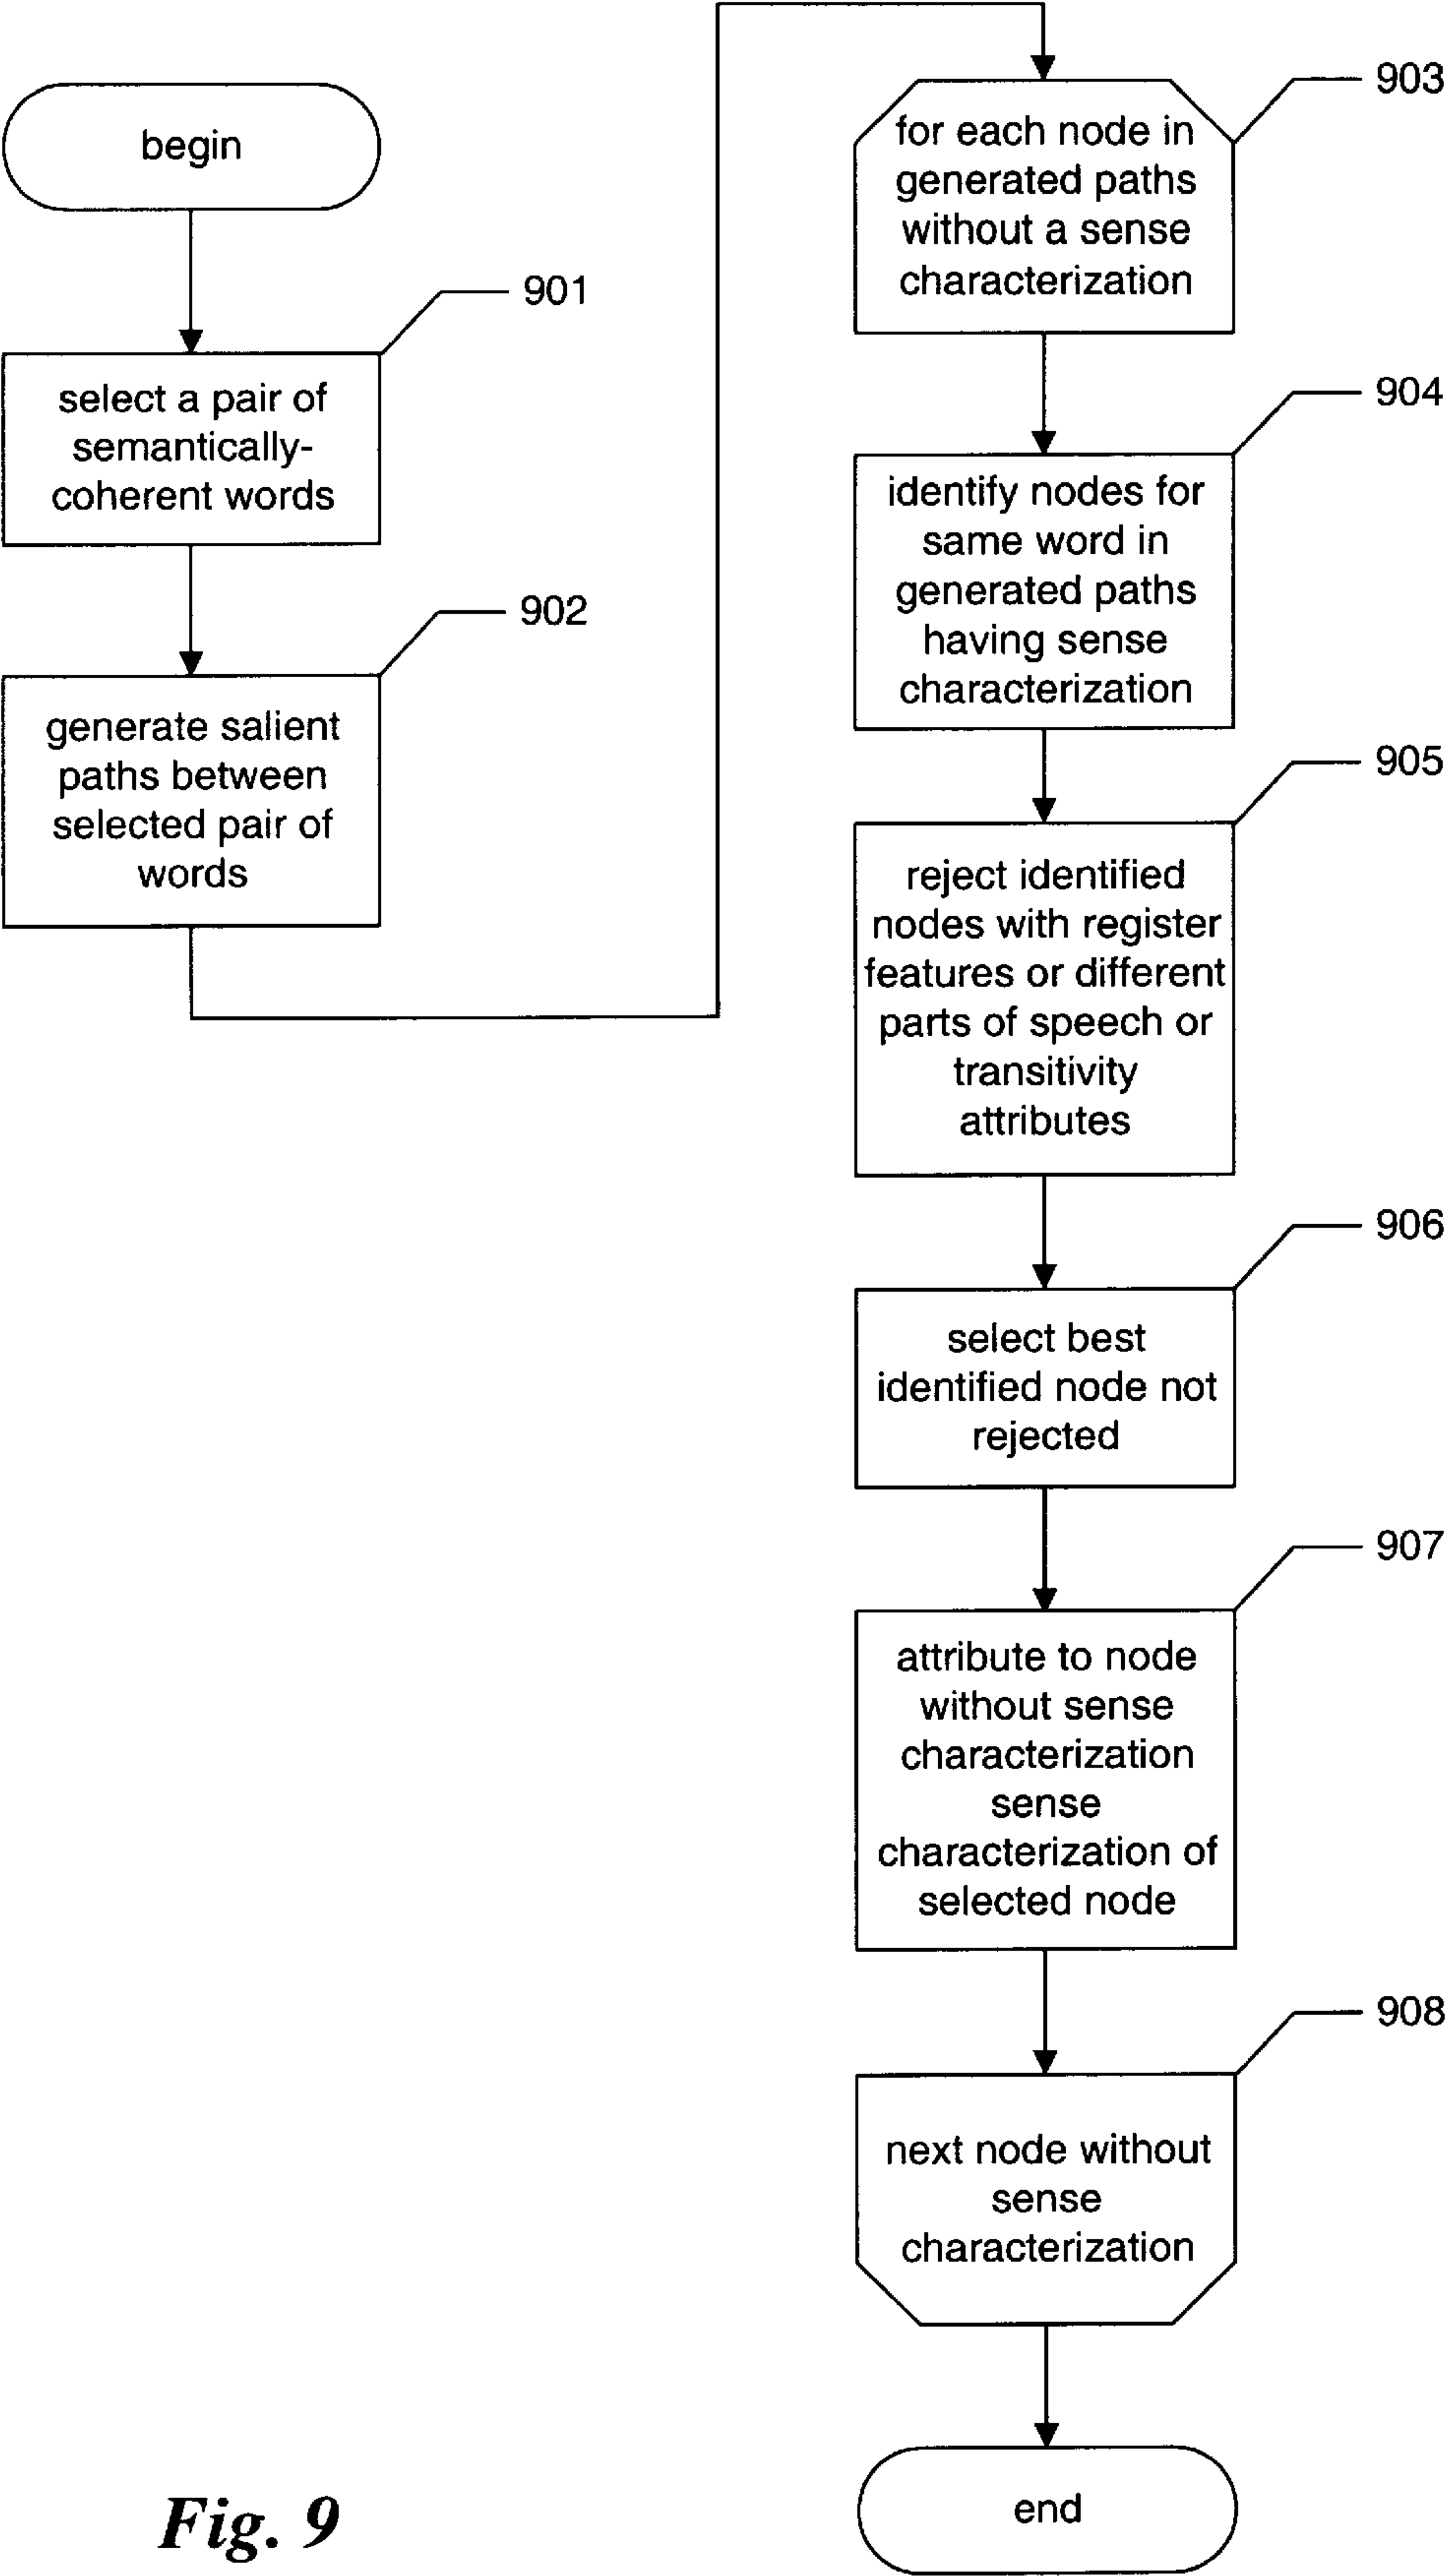 begin
901
select a pair of
semantically-
coherent words
902
generate salient
paths between
selected pair of
words
903
for each node in
generated paths
without a sense
characterization
904
identify nodes for
same word in
generated paths
having sense
characterization
905
reject identified
nodes with register
features or different
parts of speech or
transitivity
attributes
906
select best
identified node not
rejected
907
attribute to node
without sense
characterization
sense
characterization of
selected node
908
next node without
sense
characterization
end
Fig. 9